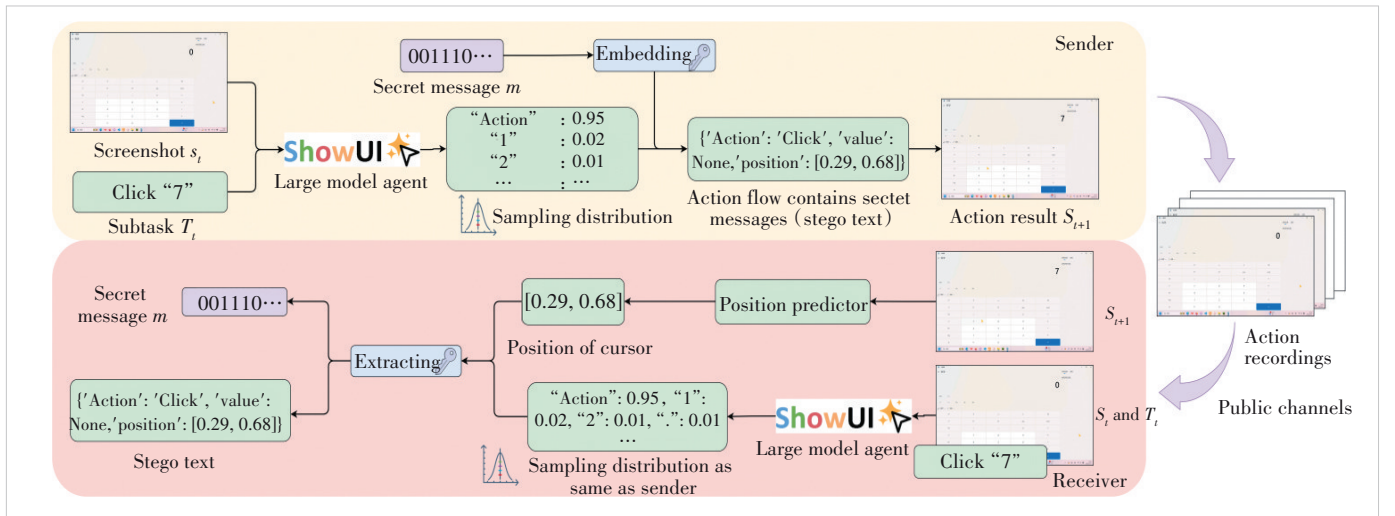 Sender
0
Screenshot s_t
Click “7”
Subtask T_t
ShowUI
Large model agent
001110…
Secret message m
Embedding
“Action” : 0.95
“1” : 0.02
“2” : 0.01
… : …
Sampling distribution
{'Action': 'Click', 'value':
None,'position': [0.29, 0.68]}
Action flow contains sectet
messages (stego text)
7
Action result S_{t+1}
0
Action
recordings
Public channels
7
S_{t+1}
Position predictor
[0.29, 0.68]
Position of cursor
0
S_t and T_t
Click “7”
Receiver
ShowUI
Large model agent
“Action”: 0.95, “1”:
0.02, “2”: 0.01, “.”: 0.01
…
Sampling distribution as
same as sender
Extracting
001110…
Secret
message m
{'Action': 'Click', 'value':
None,'position': [0.29, 0.68]}
Stego text